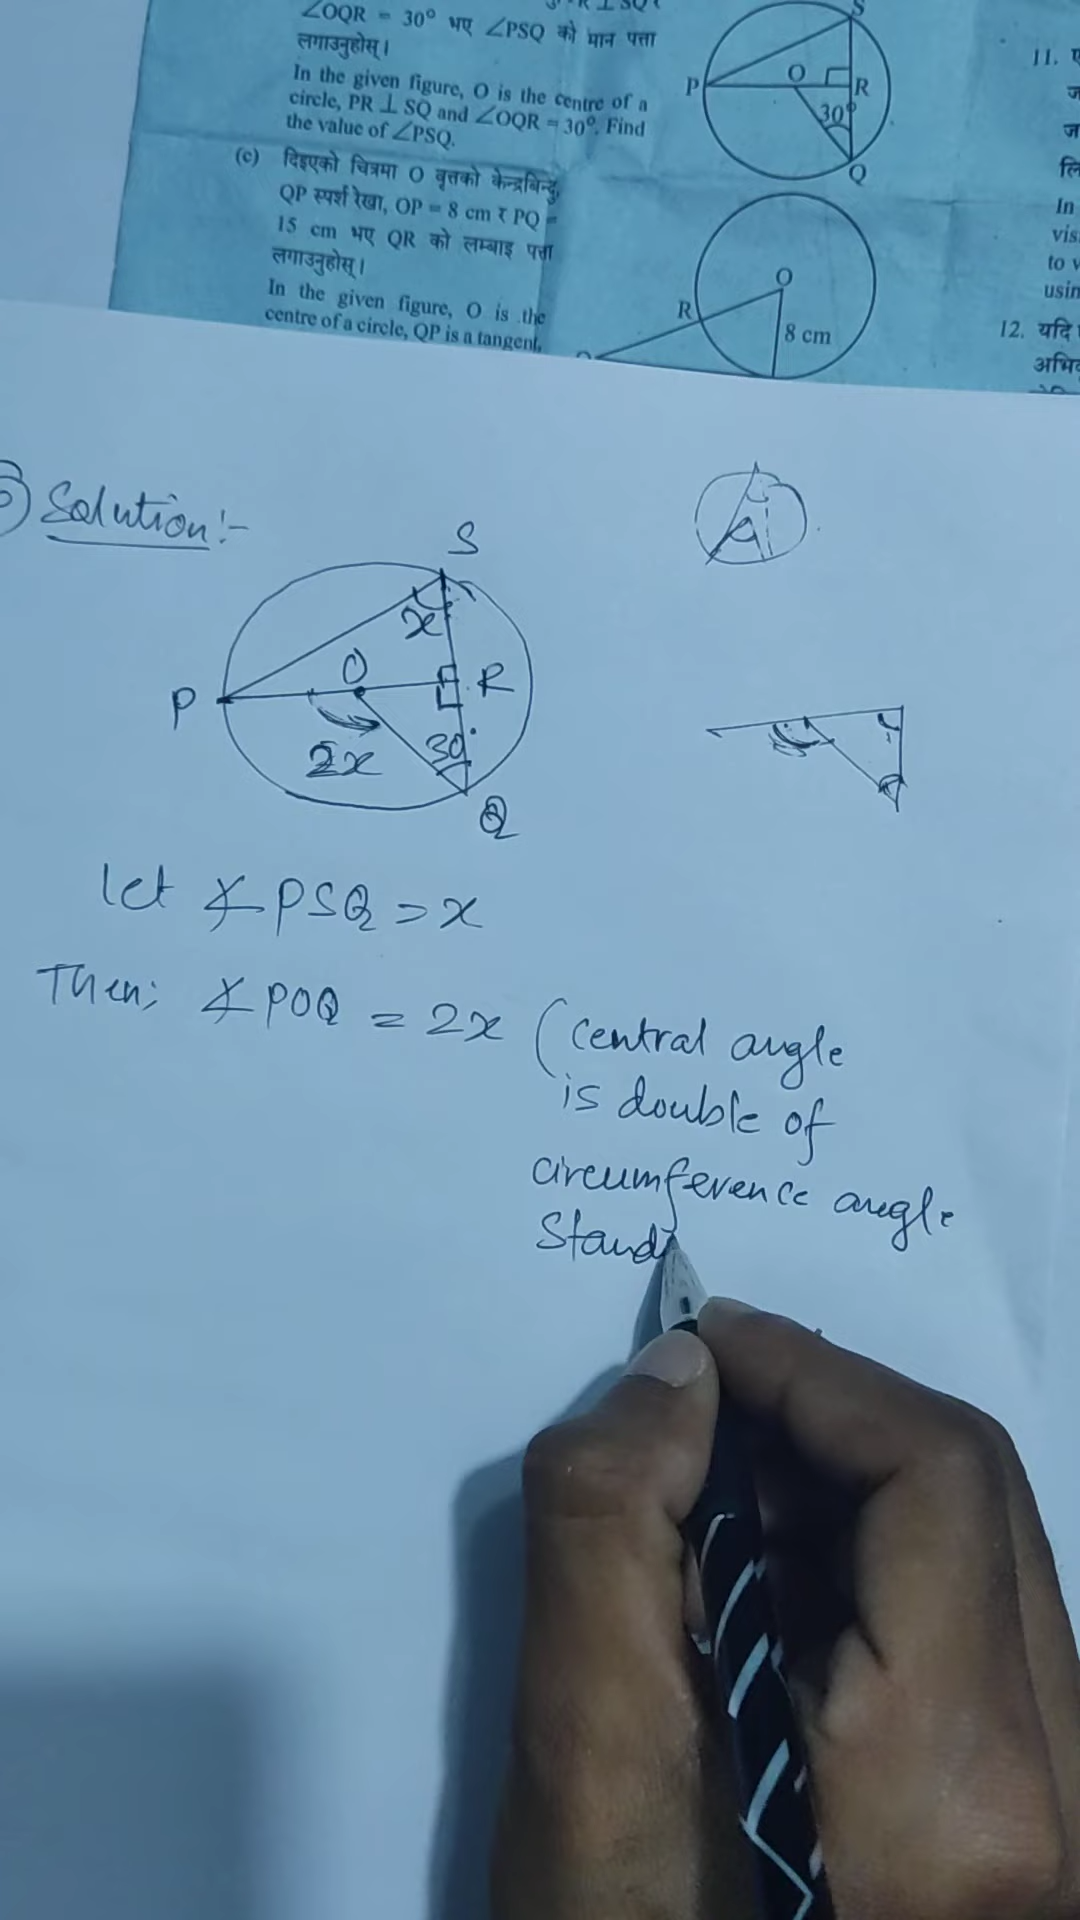 ∠OQR = 30° भए ∠PSQ को मान पत्ता
लगाउनुहोस्।
In the given figure, O is the centre of a
circle, PR ⊥ SQ and ∠OQR = 30°. Find
the value of ∠PSQ.
S
P
O
R
30°
Q
(c) दिइएको चित्रमा O वृत्तको केन्द्रबिन्दु,
QP स्पर्श रेखा, OP = 8 cm र PQ =
15 cm भए QR को लम्बाइ पत्ता
लगाउनुहोस्।
In the given figure, O is the
centre of a circle, QP is a tangent,
O
R
8 cm
11.
In
vis
to
usin
12. यदि
Solution:-
S
x
P
O
R
2x
30°
Q
let ∡PSQ = x
Then; ∡POQ = 2x (central angle
is double of
circumference angle
Standi